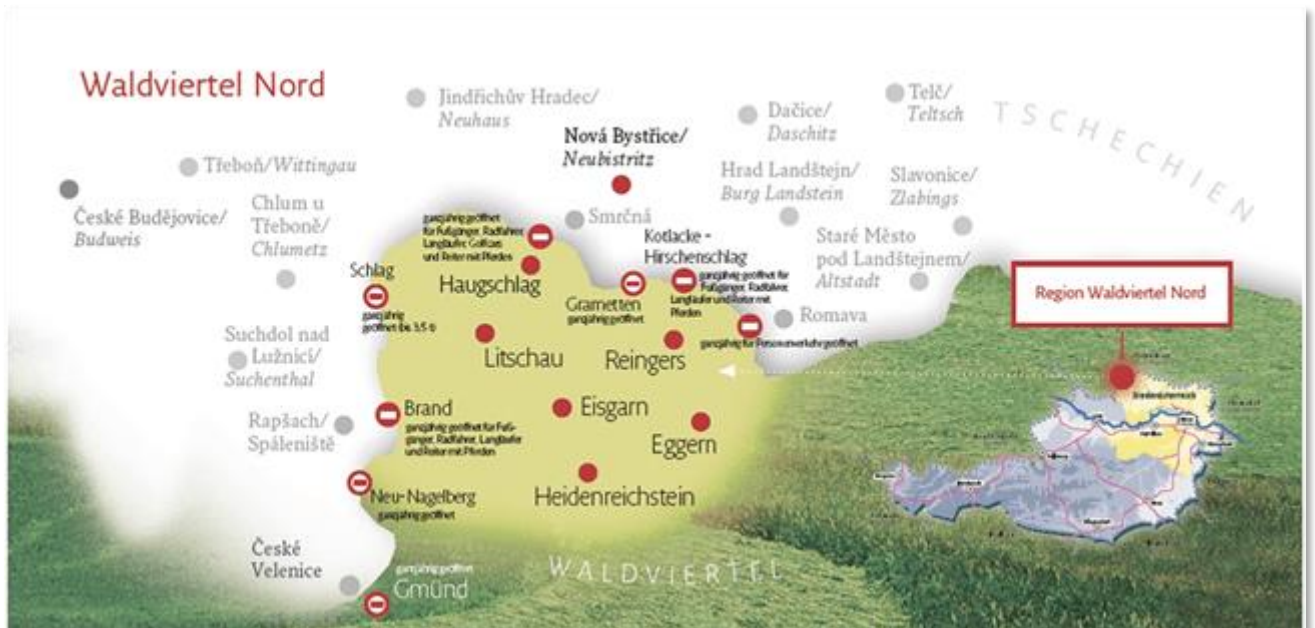 Waldviertel Nord
Jindřichův Hradec/
Neuhaus
Dačice/
Daschitz
Telč/
Teltsch
TSCHECHIEN
Nová Bystřice/
Neubistritz
Třeboň/Wittingau
České Budějovice/
Budweis
Chlum u
Třeboně/
Chlumetz
Hrad Landštejn/
Burg Landstein
Slavonice/
Zlabings
Smrčná
ganzjährig geöffnet
für Fußgänger, Radfahrer,
Langläufer, Golfcars
und Reiter mit Pferden
Haugschlag
Kotlacke -
Hirschenschlag
ganzjährig geöffnet für
Fußgänger, Radfahrer,
Langläufer und Reiter mit
Pferden
Staré Město
pod Landštejnem/
Altstadt
Schlag
ganzjährig
geöffnet (bis 3,5 t)
Grametten
ganzjährig geöffnet
Region Waldviertel Nord
Romava
ganzjährig für Personenverkehr geöffnet
Litschau
Reingers
Suchdol nad
Lužnicí/
Suchenthal
Brand
ganzjährig geöffnet für Fuß-
gänger, Radfahrer, Langläufer
und Reiter mit Pferden
Eisgarn
Eggern
Rapšach/
Spáleniště
Heidenreichstein
Neu-Nagelberg
ganzjährig geöffnet
České
Velenice
ganzjährig geöffnet
Gmünd
WALDVIERTEL